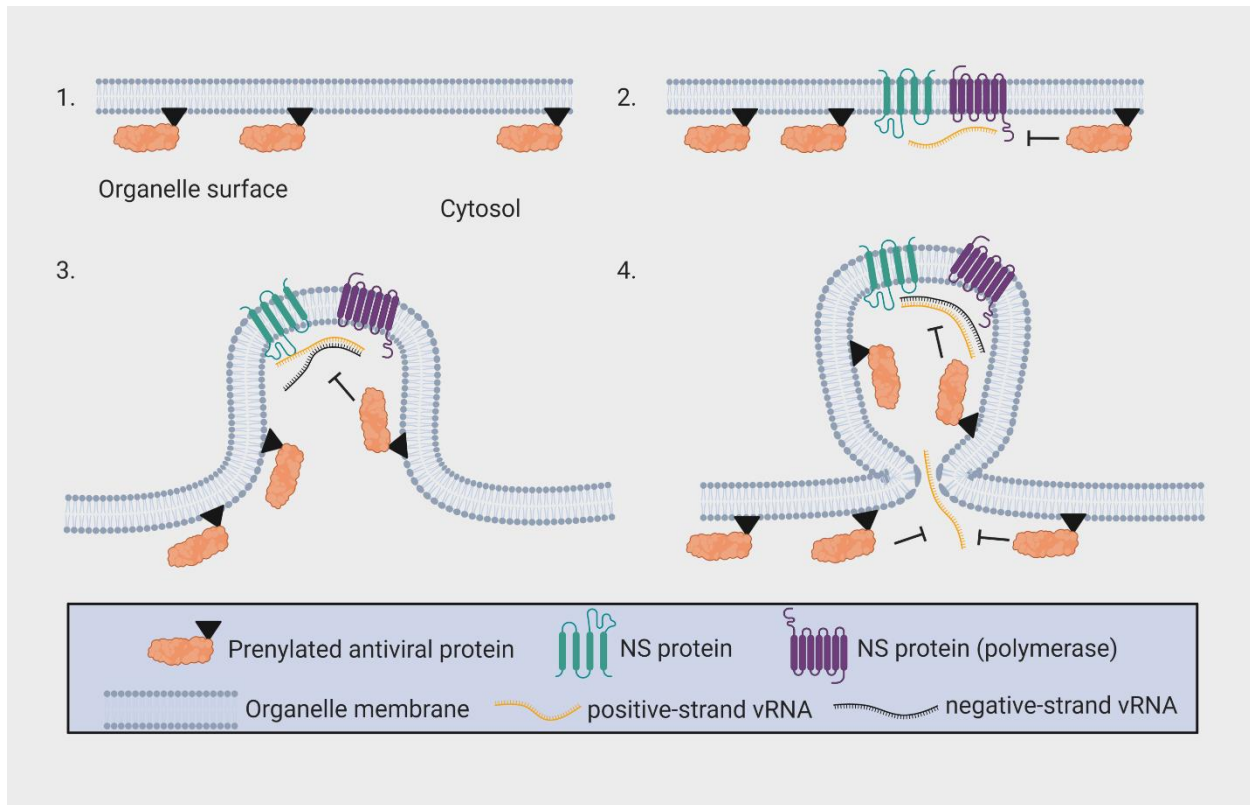 1.
2.
Organelle surface
Cytosol
3.
4.
Prenylated antiviral protein
NS protein
NS protein (polymerase)
Organelle membrane
positive-strand vRNA
negative-strand vRNA